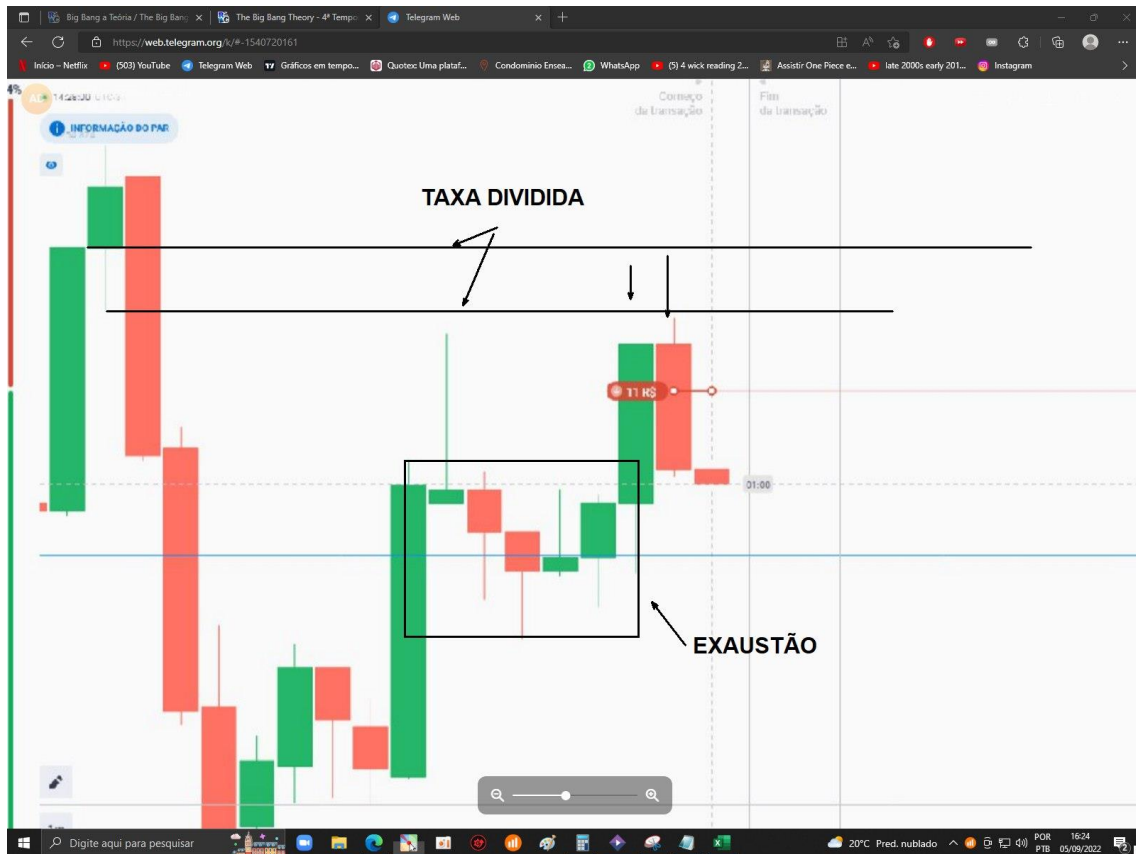 Big Bang a Teória / The Big Bang
The Big Bang Theory - 4ª Tempo
Telegram Web
https://web.telegram.org/k/#-1540720161
Início – Netflix
(503) YouTube
Telegram Web
Gráficos em tempo...
Quotex: Uma plataf...
Condominio Ensea...
WhatsApp
(5) 4 wick reading 2...
Assistir One Piece e...
late 2000s early 201...
Instagram
4%
Começo
da transação
Fim
da transação
INFORMAÇÃO DO PAR
TAXA DIVIDIDA
11 R$
01:00
EXAUSTÃO
Digite aqui para pesquisar
20°C Pred. nublado
POR
PTB
16:24
05/09/2022